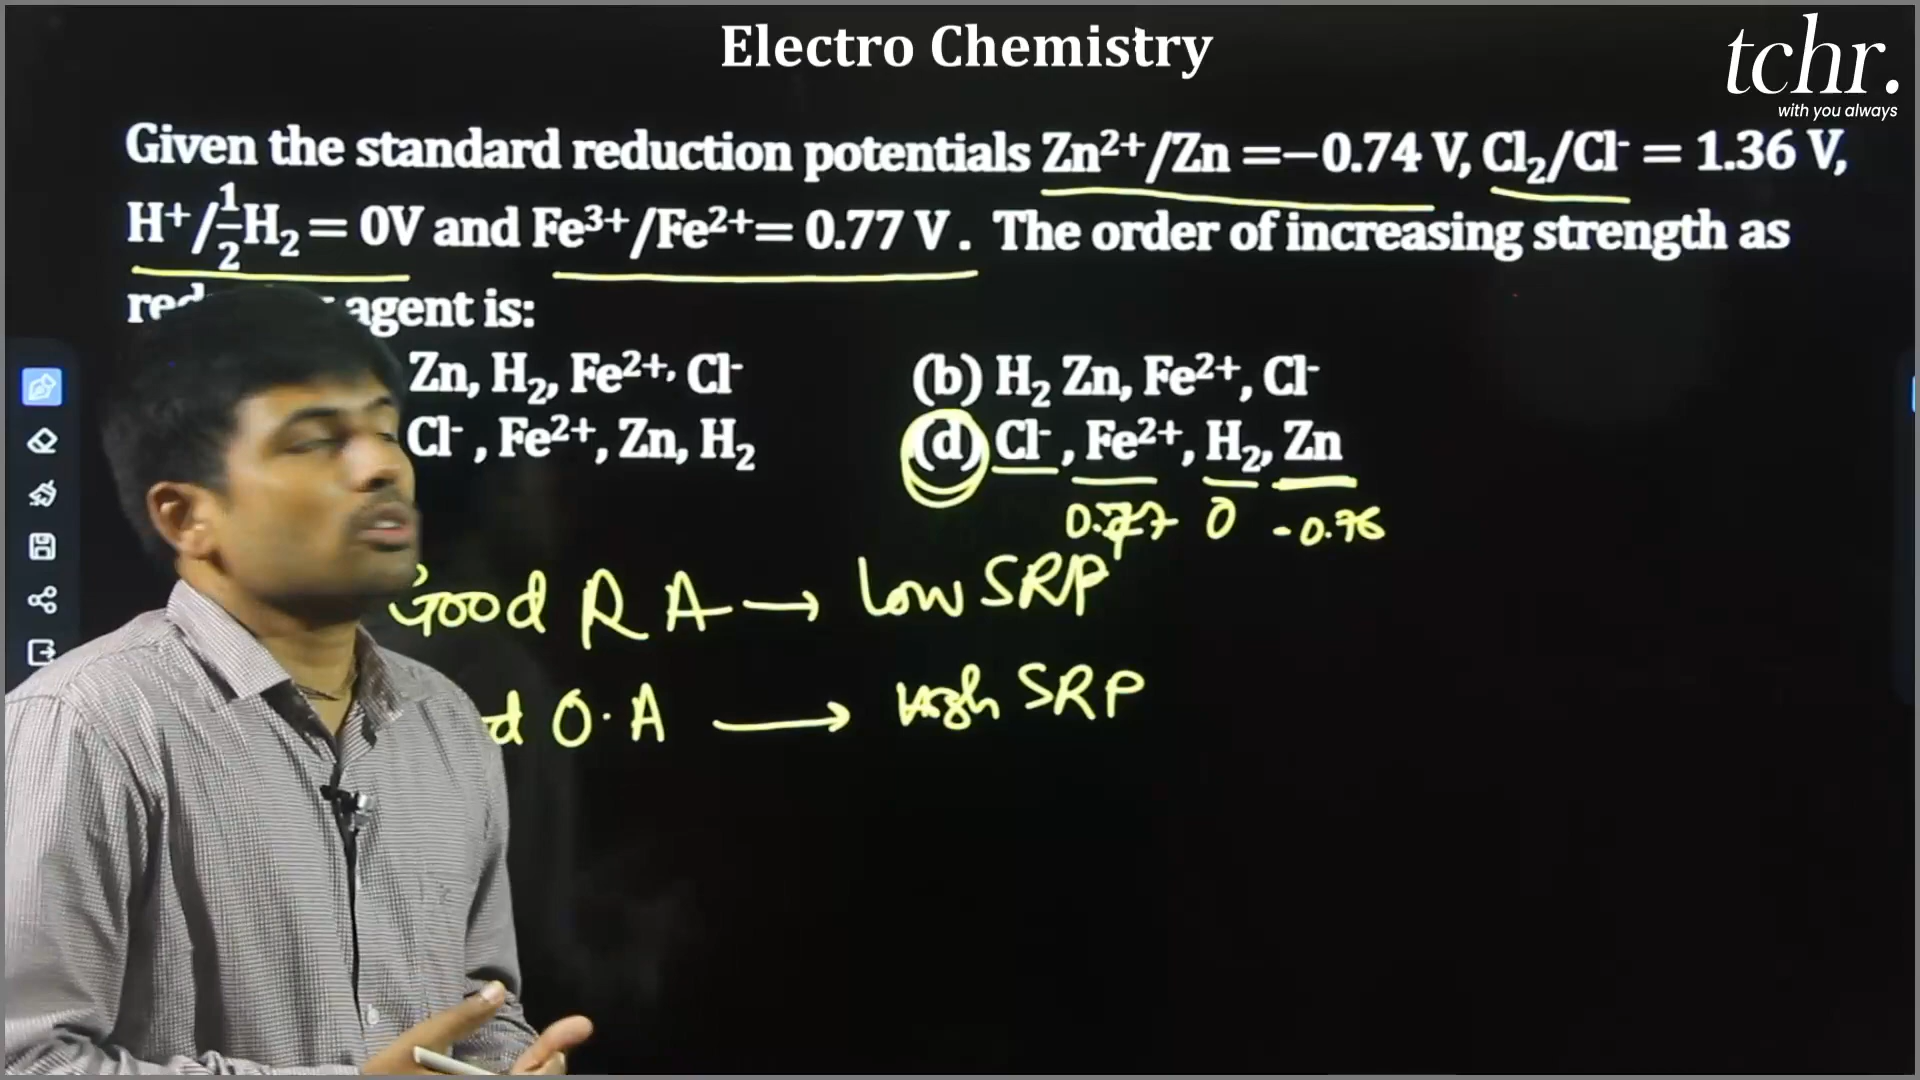 Electro Chemistry
tchr.
with you always
Given the standard reduction potentials Zn²⁺/Zn =−0.74 V, Cl₂/Cl⁻ = 1.36 V,
H⁺/½H₂ = 0V and Fe³⁺/Fe²⁺= 0.77 V . The order of increasing strength as
agent is:
Zn, H₂, Fe²⁺, Cl⁻
(b) H₂ Zn, Fe²⁺, Cl⁻
Cl⁻ , Fe²⁺, Zn, H₂
(d) Cl⁻, Fe²⁺, H₂, Zn
0 -0.76
Good R A → Low SRP
O.A → High SRP